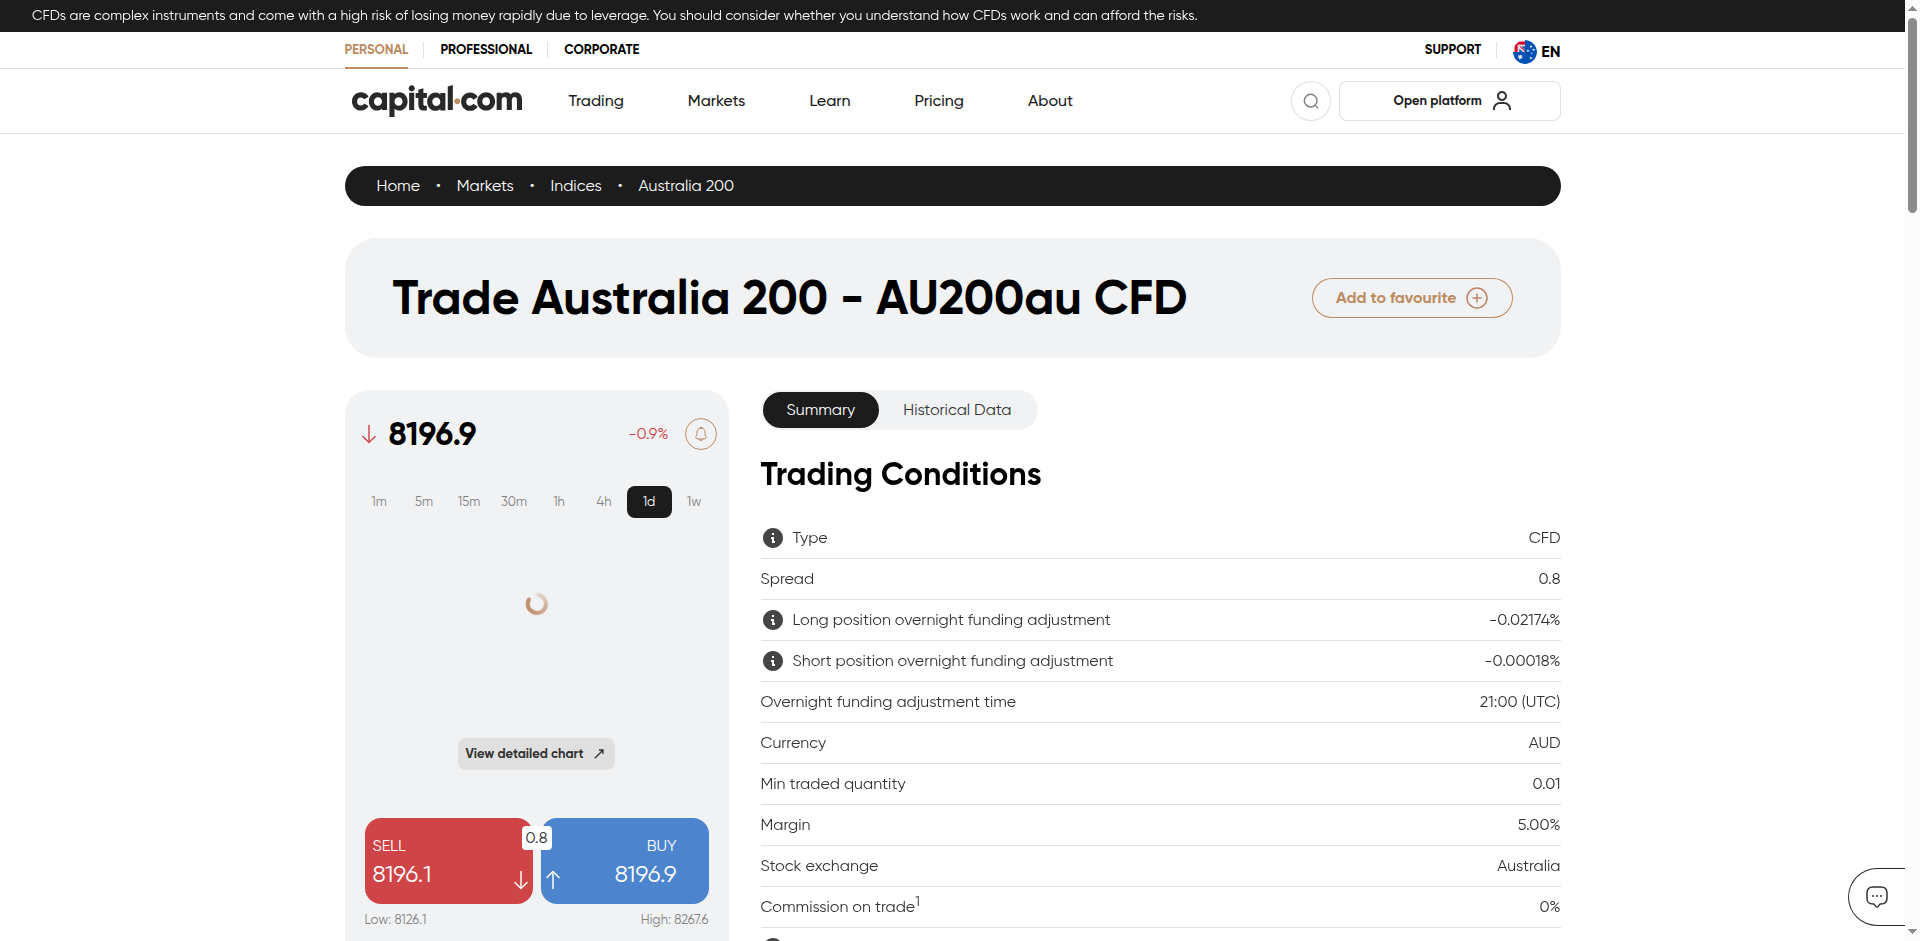 CFDs are complex instruments and come with a high risk of losing money rapidly due to leverage. You should consider whether you understand how CFDs work and can afford the risks.
PERSONAL PROFESSIONAL CORPORATE SUPPORT EN
capital.com Trading Markets Learn Pricing About Open platform
Home • Markets • Indices • Australia 200
Trade Australia 200 - AU200au CFD
Add to favourite
8196.9 -0.9%
1m 5m 15m 30m 1h 4h 1d 1w
View detailed chart
SELL 0.8 BUY
8196.1 8196.9
Low: 8126.1 High: 8267.6
Summary Historical Data
Trading Conditions
Type CFD
Spread 0.8
Long position overnight funding adjustment -0.02174%
Short position overnight funding adjustment -0.00018%
Overnight funding adjustment time 21:00 (UTC)
Currency AUD
Min traded quantity 0.01
Margin 5.00%
Stock exchange Australia
Commission on trade1 0%